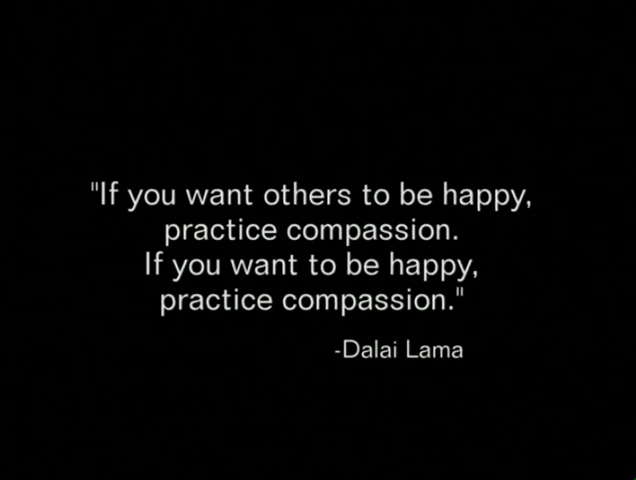 "If you want others to be happy,
practice compassion.
If you want to be happy,
practice compassion."
-Dalai Lama